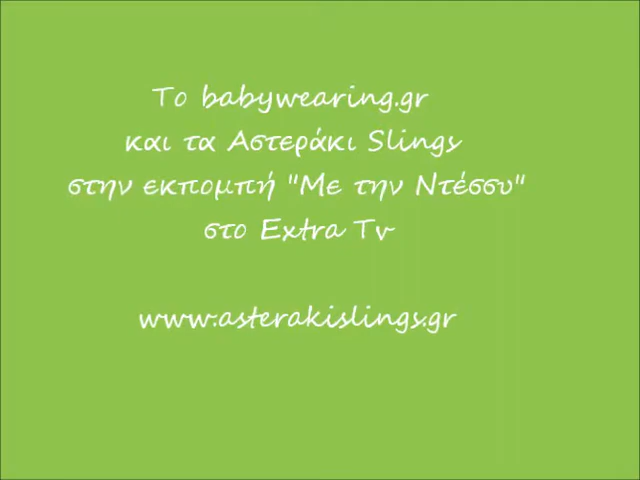 Το babywearing.gr
και τα Αστεράκι Slings
στην εκπομπή "Με την Ντέσσυ"
στο Extra Tv
www.asterakislings.gr